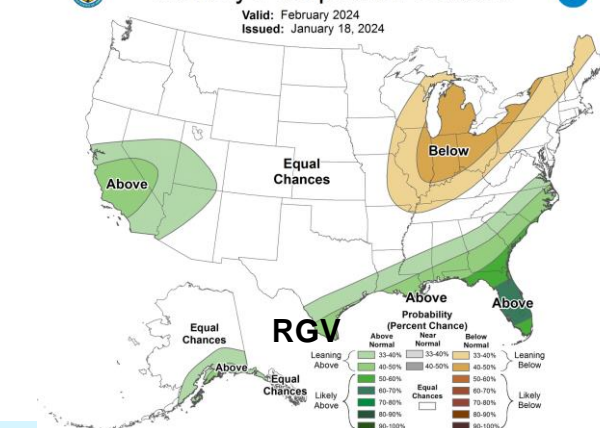 Valid: February 2024
Issued: January 18, 2024
Below
Equal
Chances
Above
Above
Above
RGV
Equal
Chances
Above
Equal
Chances
Probability
(Percent Chance)
Above
Normal
Near
Normal
Below
Normal
Leaning
Above
33-40%
33-40%
33-40%
Leaning
Below
40-50%
40-50%
40-50%
Likely
Above
50-60%
60-70%
70-80%
80-90%
90-100%
Equal
Chances
50-60%
60-70%
70-80%
80-90%
90-100%
Likely
Below